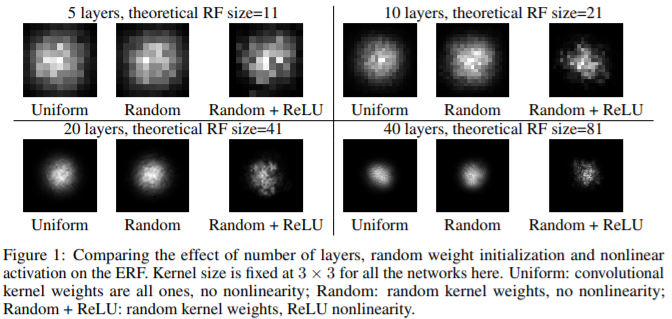 5 layers, theoretical RF size=11
10 layers, theoretical RF size=21
Uniform Random Random + ReLU
Uniform Random Random + ReLU
20 layers, theoretical RF size=41
40 layers, theoretical RF size=81
Uniform Random Random + ReLU
Uniform Random Random + ReLU
Figure 1: Comparing the effect of number of layers, random weight initialization and nonlinear
activation on the ERF. Kernel size is fixed at 3 × 3 for all the networks here. Uniform: convolutional
kernel weights are all ones, no nonlinearity; Random: random kernel weights, no nonlinearity;
Random + ReLU: random kernel weights, ReLU nonlinearity.